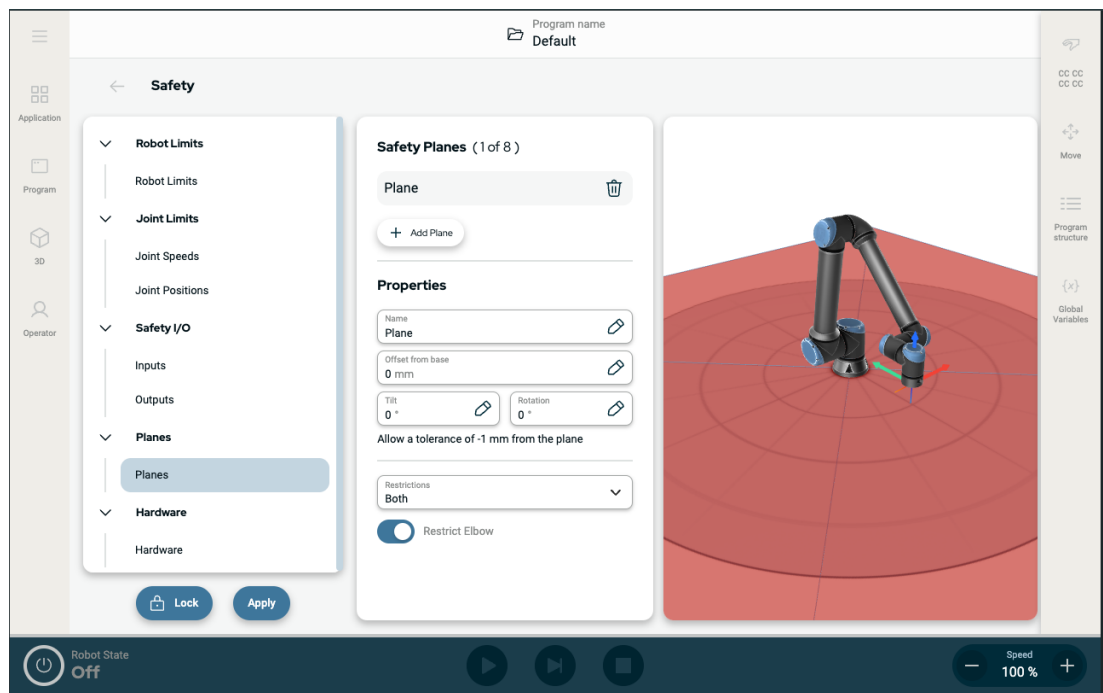 Program name
Default
Safety
Application
Program
3D
Operator
Robot Limits
Robot Limits
Joint Limits
Joint Speeds
Joint Positions
Safety I/O
Inputs
Outputs
Planes
Planes
Hardware
Hardware
Lock
Apply
Safety Planes (1 of 8)
Plane
+ Add Plane
Properties
Name
Plane
Offset from base
0 mm
Tilt
0 °
Rotation
0 °
Allow a tolerance of -1 mm from the plane
Restrictions
Both
Restrict Elbow
CC CC
CC CC
Move
Program
structure
{x}
Global
Variables
Robot State
Off
Speed
100 %